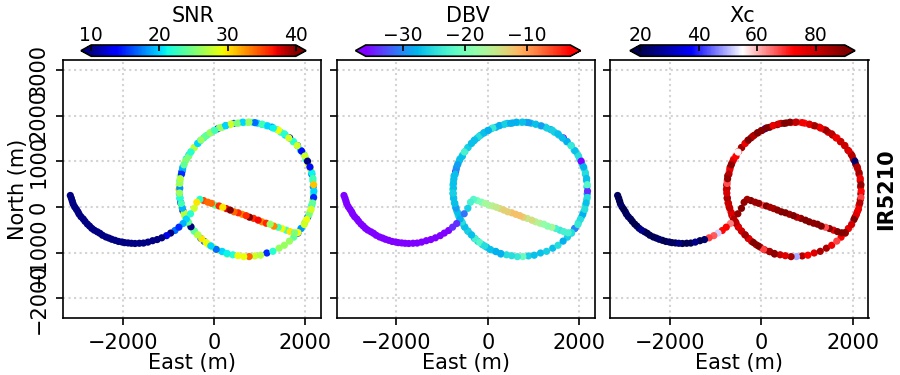 SNR DBV Xc
10 20 30 40 −30 −20 −10 20 40 60 80
3000
2000
1000
0
−1000
−2000
North (m)
IR5210
−2000 0 2000 −2000 0 2000 −2000 0 2000
East (m) East (m) East (m)